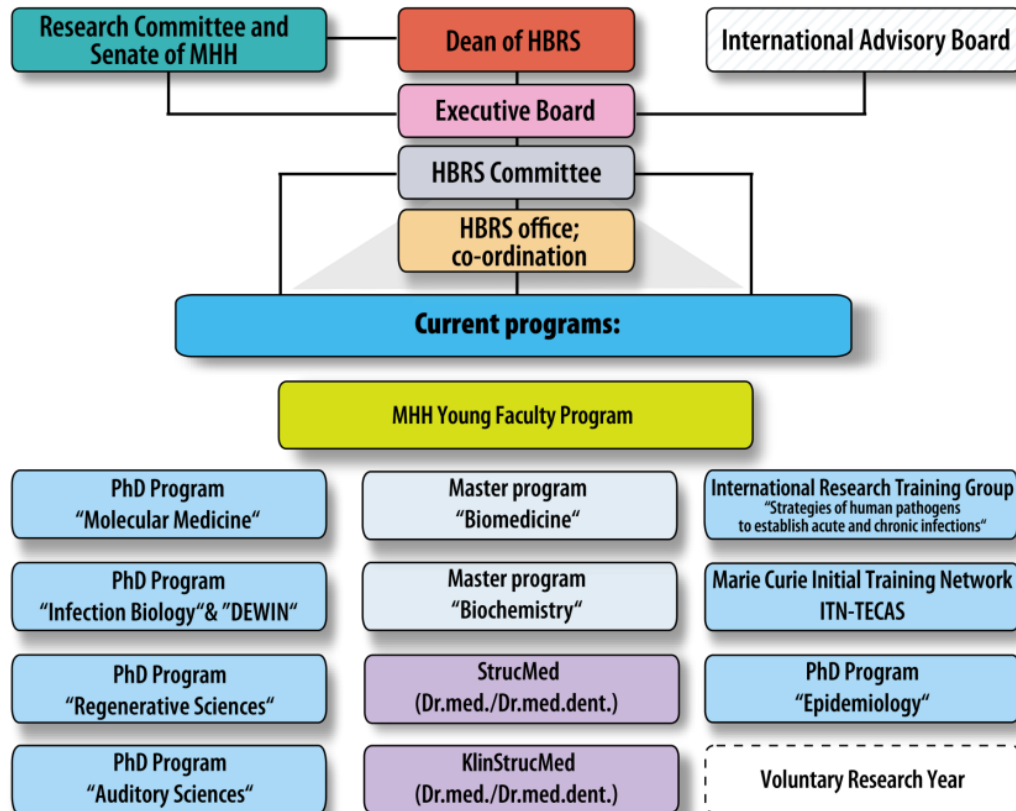 Research Committee and
Senate of MHH
Dean of HBRS
International Advisory Board
Executive Board
HBRS Committee
HBRS office;
co-ordination
Current programs:
MHH Young Faculty Program
PhD Program
“Molecular Medicine“
Master program
“Biomedicine“
International Research Training Group
“Strategies of human pathogens
to establish acute and chronic infections“
PhD Program
“Infection Biology“& ”DEWIN“
Master program
“Biochemistry“
Marie Curie Initial Training Network
ITN-TECAS
PhD Program
“Regenerative Sciences“
StrucMed
(Dr.med./Dr.med.dent.)
PhD Program
“Epidemiology“
PhD Program
“Auditory Sciences“
KlinStrucMed
(Dr.med./Dr.med.dent.)
Voluntary Research Year